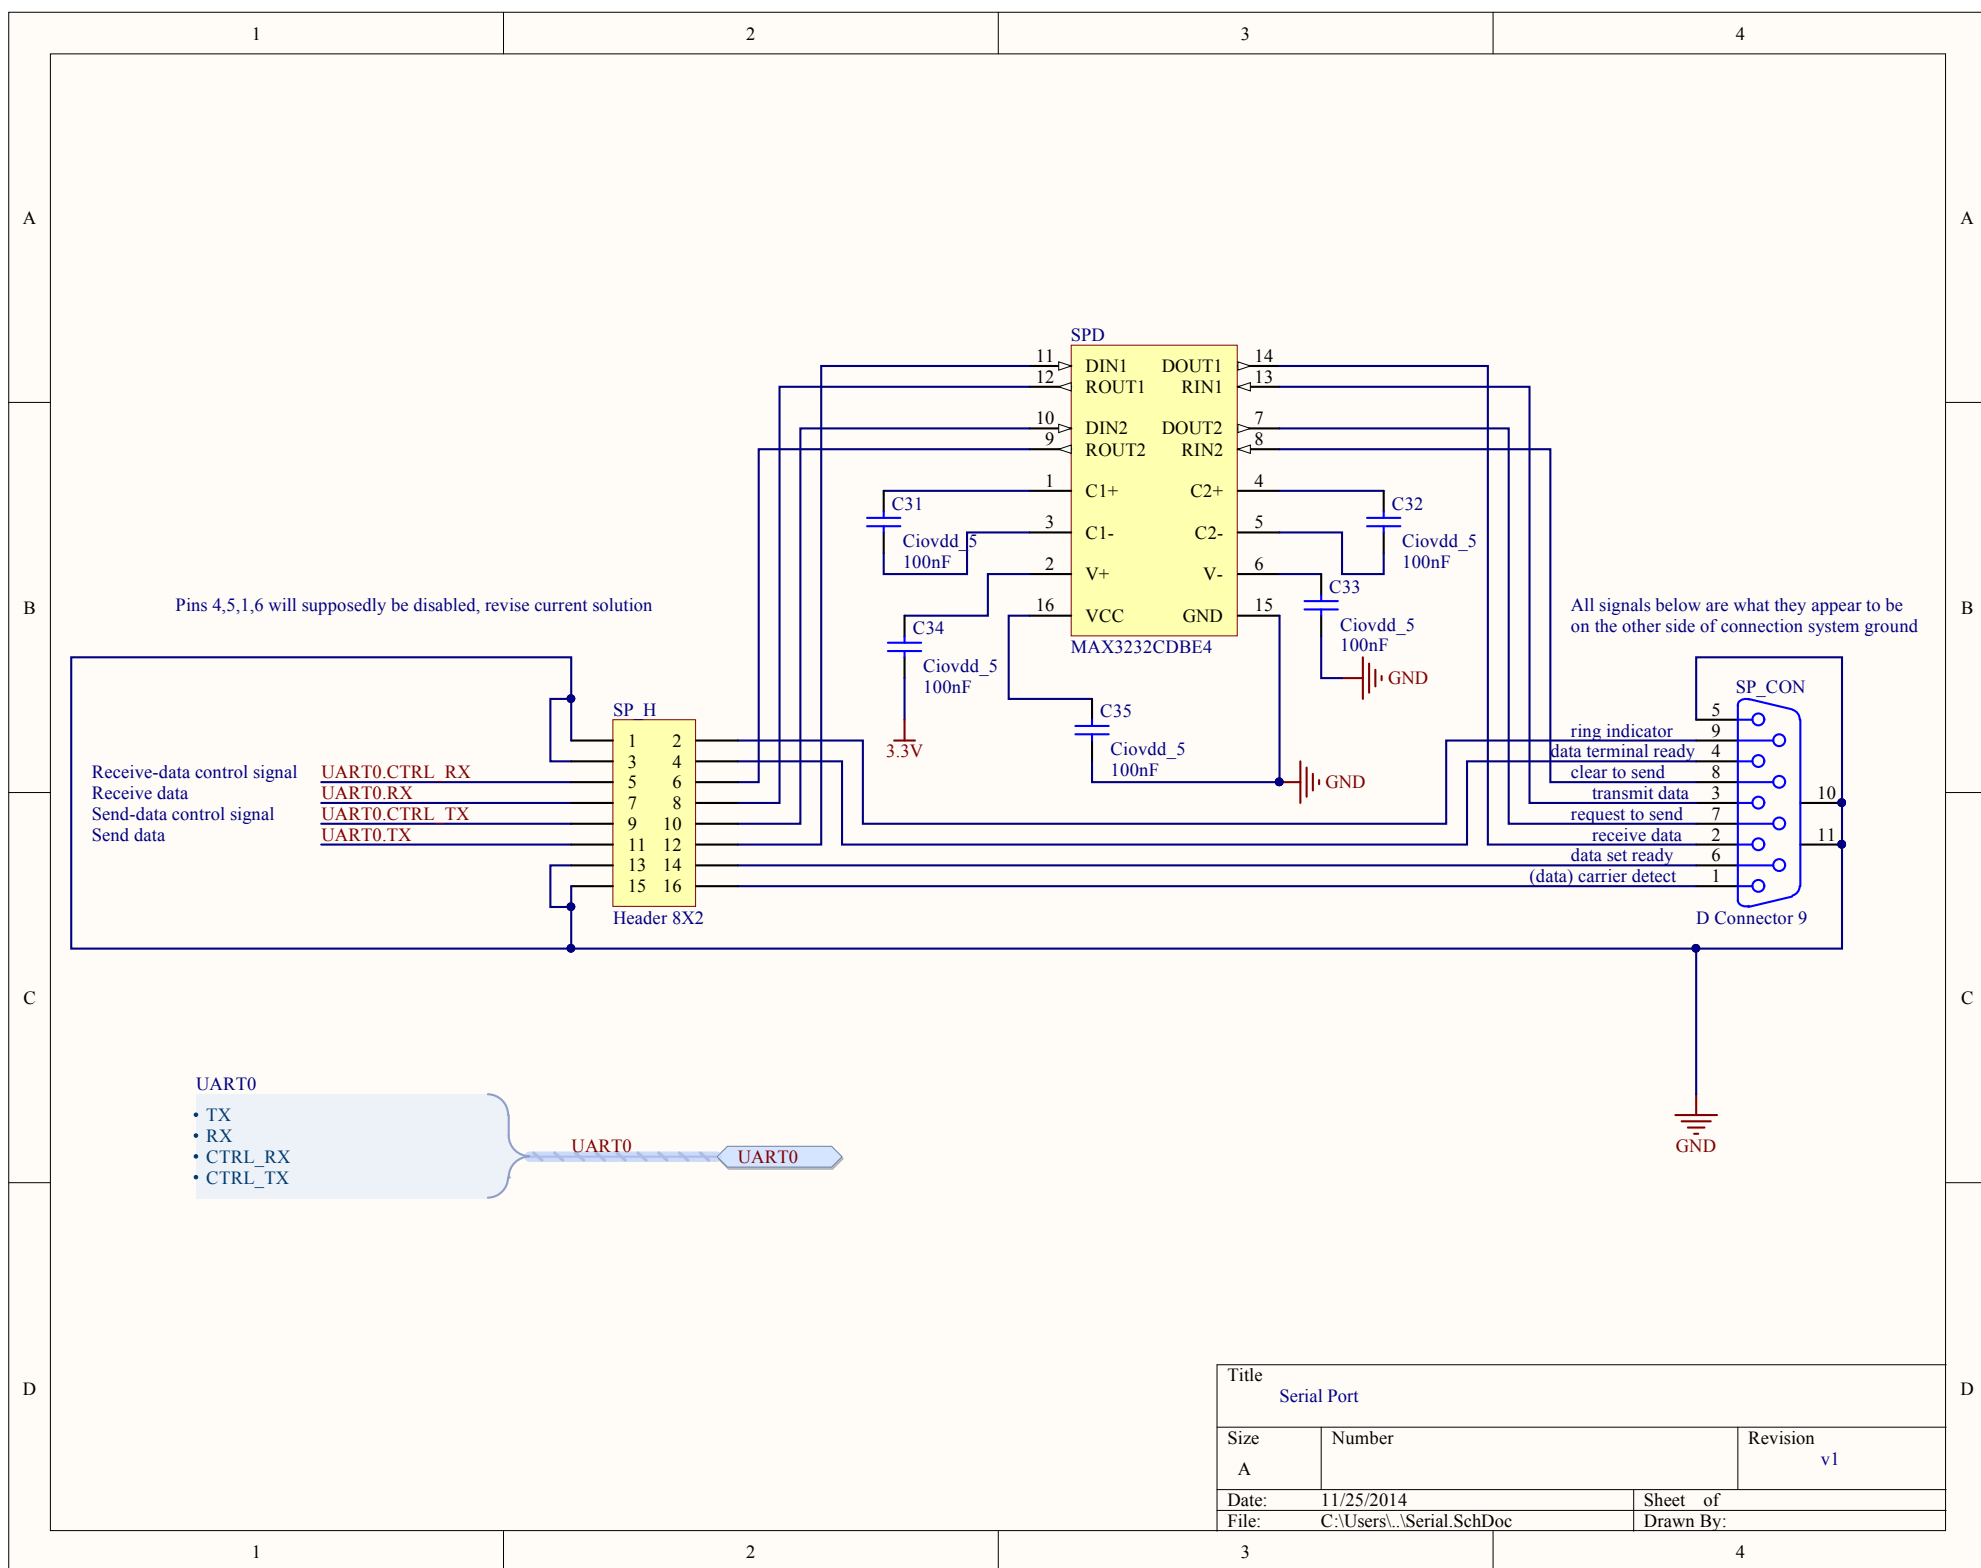 1 2 3 4
A A
SPD
11 DIN1 DOUT1 14
12 ROUT1 RIN1 13
10 DIN2 DOUT2 7
9 ROUT2 RIN2 8
1 C1+ C2+ 4
C31 C32
3 C1- C2- 5
Ciovdd_5 Ciovdd_5
100nF 100nF
2 V+ V- 6
C33
B B
Pins 4,5,1,6 will supposedly be disabled, revise current solution
16 VCC GND 15
All signals below are what they appear to be
on the other side of connection system ground
C34 Ciovdd_5
MAX3232CDBE4 100nF
Ciovdd_5
100nF
GND
SP_CON
SP_H C35
5
1 2 ring indicator 9
3.3V Ciovdd_5
100nF
3 4 data terminal ready 4
Receive-data control signal UART0.CTRL_RX 5 6 clear to send 8
GND
Receive data UART0.RX 7 8 transmit data 3 10
Send-data control signal UART0.CTRL_TX 9 10 request to send 7
Send data UART0.TX 11 12 receive data 2 11
13 14 data set ready 6
15 16 (data) carrier detect 1
Header 8X2 D Connector 9
C C
UART0
• TX
• RX
• CTRL_RX
• CTRL_TX
UART0 UART0
GND
D D
Title
Serial Port
Size Number Revision
A v1
Date: 11/25/2014 Sheet of
File: C:\Users\..\Serial.SchDoc Drawn By:
1 2 3 4